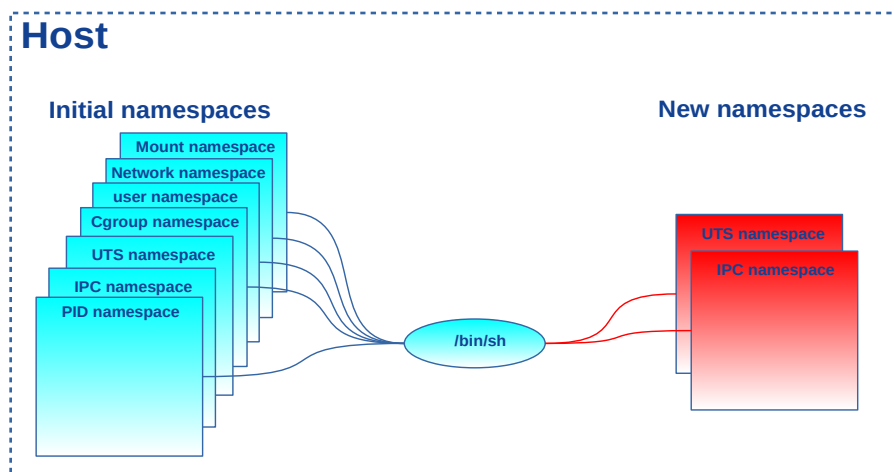 Host
Initial namespaces
New namespaces
Mount namespace
Network namespace
user namespace
Cgroup namespace
UTS namespace
IPC namespace
PID namespace
/bin/sh
UTS namespace
IPC namespace